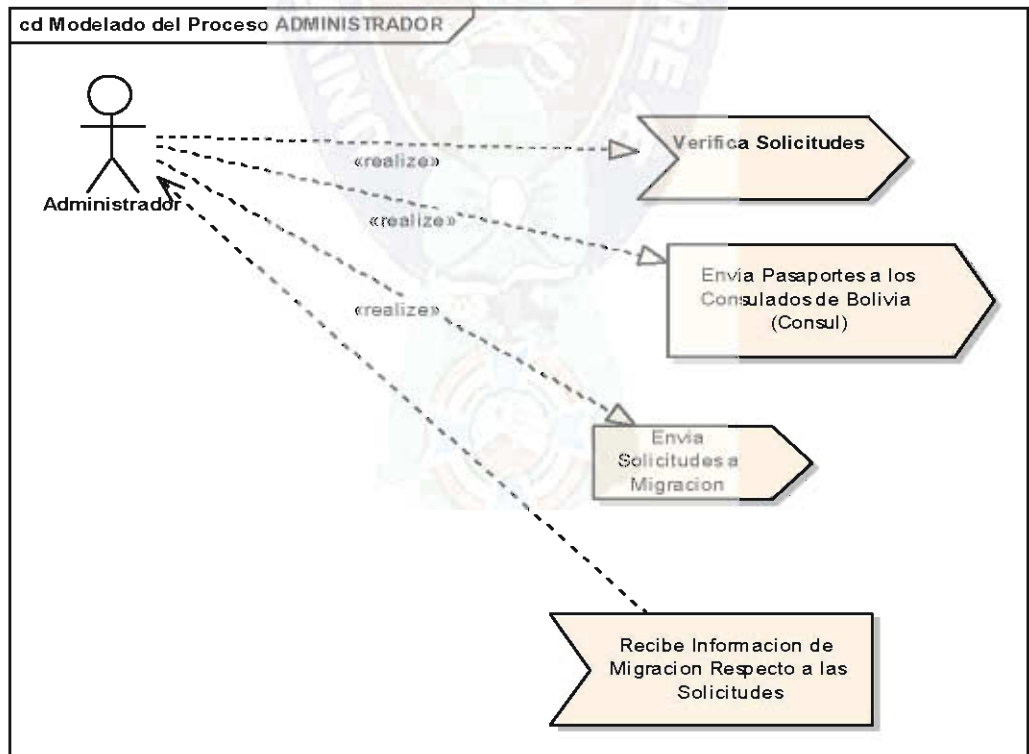 cd Modelado del Proceso ADMINISTRADOR
Administrador
«realize»
Verifica Solicitudes
«realize»
Envía Pasaportes a los
Consulados de Bolivia
(Consul)
«realize»
Envia
Solicitudes a
Migracion
Recibe Informacion de
Migracion Respecto a las
Solicitudes